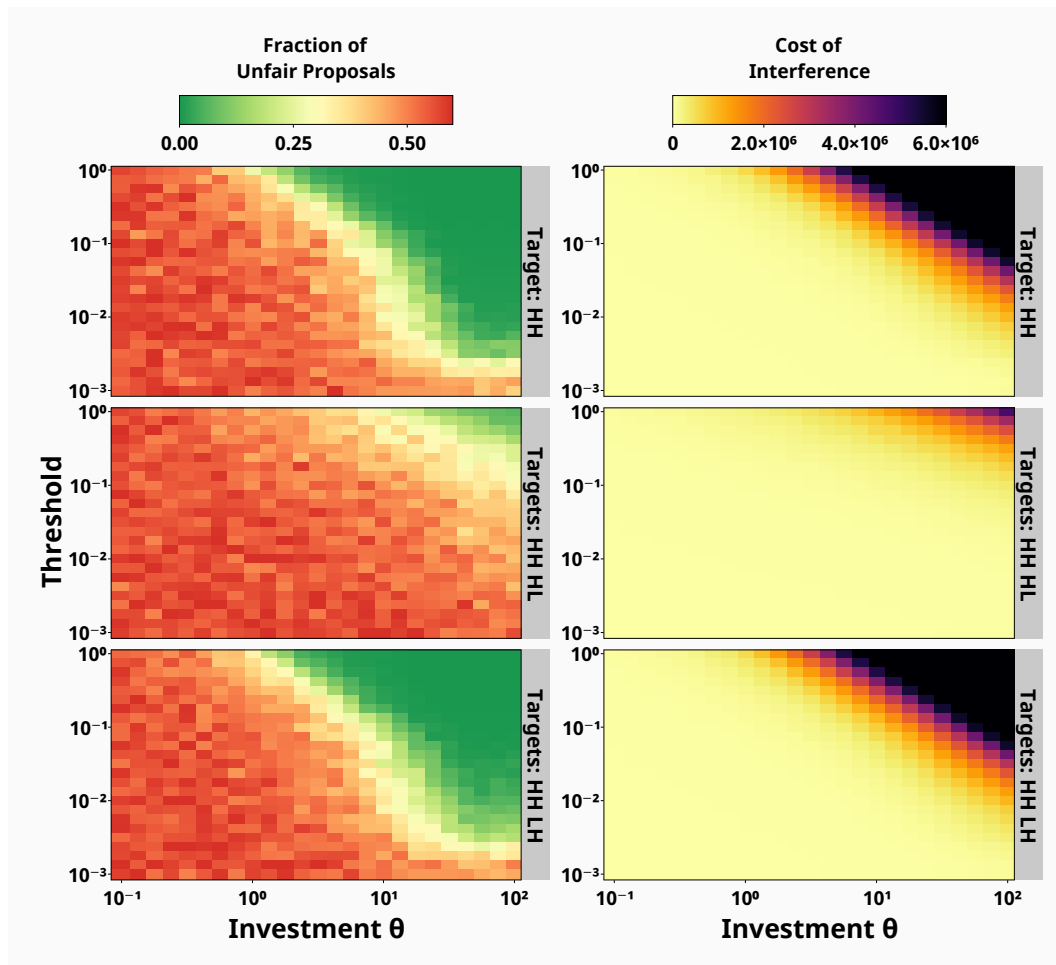 Fraction of
Unfair Proposals
0.00 0.25 0.50
Cost of
Interference
0 2.0×10⁶ 4.0×10⁶ 6.0×10⁶
Threshold
10⁰
10⁻¹
10⁻²
10⁻³
Target: HH
10⁰
10⁻¹
10⁻²
10⁻³
Target: HH
10⁰
10⁻¹
10⁻²
10⁻³
Targets: HH HL
10⁰
10⁻¹
10⁻²
10⁻³
Targets: HH HL
10⁰
10⁻¹
10⁻²
10⁻³
Targets: HH LH
10⁰
10⁻¹
10⁻²
10⁻³
Targets: HH LH
10⁻¹ 10⁰ 10¹ 10²
Investment θ
10⁻¹ 10⁰ 10¹ 10²
Investment θ